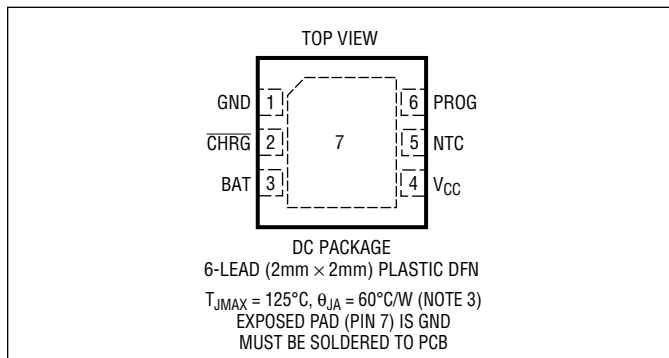 TOP VIEW
GND 1 6 PROG
CHRG 2 7 5 NTC
BAT 3 4 VCC
DC PACKAGE
6-LEAD (2mm × 2mm) PLASTIC DFN
TJMAX = 125°C, θJA = 60°C/W (NOTE 3)
EXPOSED PAD (PIN 7) IS GND
MUST BE SOLDERED TO PCB